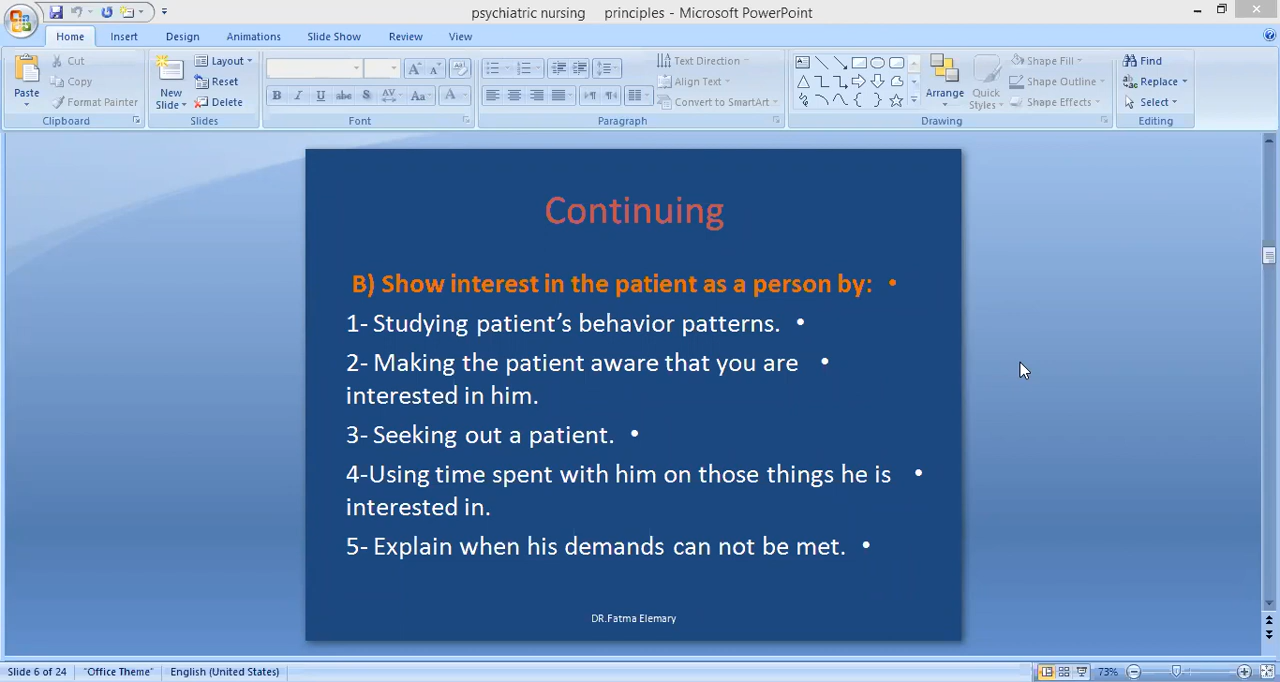 psychiatric nursing principles - Microsoft PowerPoint
Home Insert Design Animations Slide Show Review View
Paste
Cut
Copy
Format Painter
Clipboard
New Slide
Layout
Reset
Delete
Slides
B I U abe S AV Aa A
Font
Text Direction
Align Text
Convert to SmartArt
Paragraph
Arrange
Quick Styles
Shape Fill
Shape Outline
Shape Effects
Drawing
Find
Replace
Select
Editing
Continuing
• B) Show interest in the patient as a person by:
• 1- Studying patient’s behavior patterns.
• 2- Making the patient aware that you are
interested in him.
• 3- Seeking out a patient.
• 4-Using time spent with him on those things he is
interested in.
• 5- Explain when his demands can not be met.
DR.Fatma Elemary
Slide 6 of 24 "Office Theme" English (United States) 73%